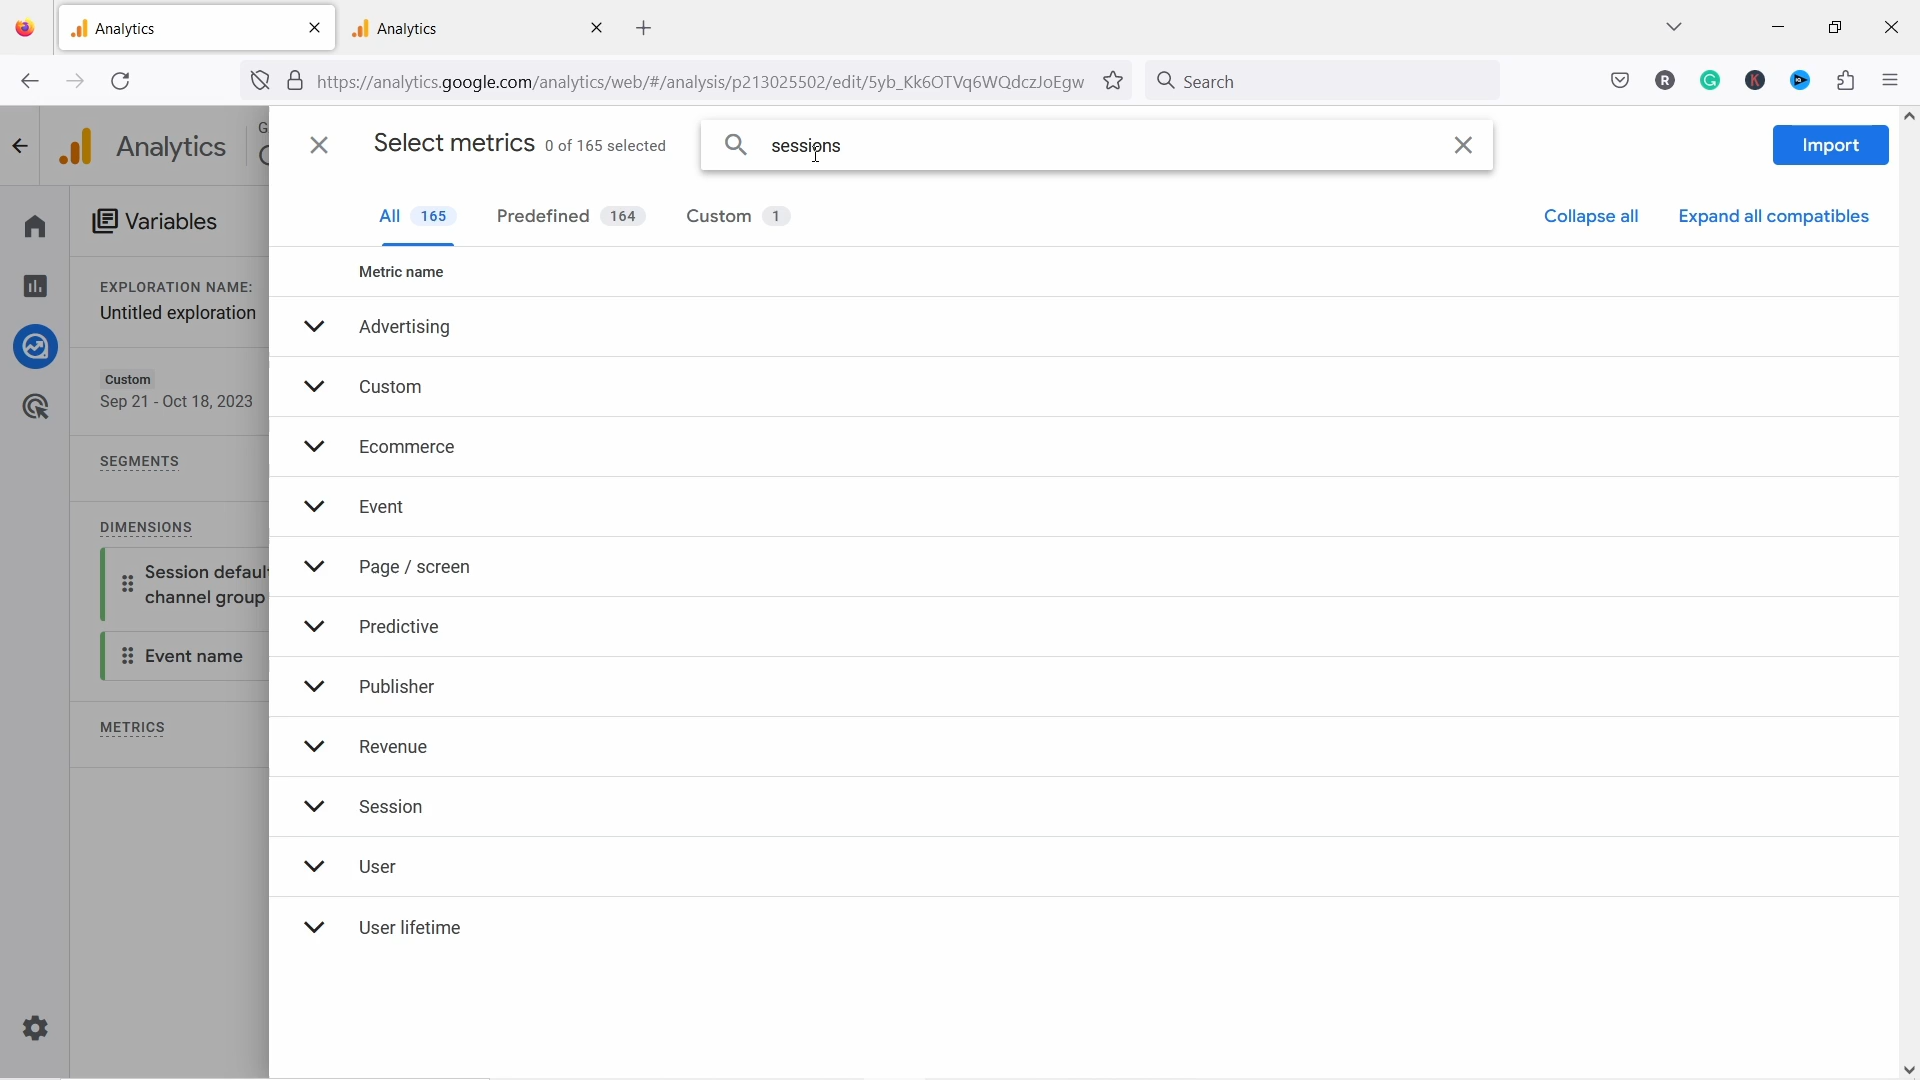 Analytics
Analytics
https://analytics.google.com/analytics/web/#/analysis/p213025502/edit/5yb_Kk6OTVq6WQdczJoEgw
Search
Analytics
Select metrics 0 of 165 selected
sessions
Import
Variables
All 165
Predefined 164
Custom 1
Collapse all
Expand all compatibles
Metric name
EXPLORATION NAME:
Untitled exploration
Advertising
Custom
Sep 21 - Oct 18, 2023
Custom
Ecommerce
SEGMENTS
Event
DIMENSIONS
Session default
channel group
Page / screen
Predictive
Event name
Publisher
METRICS
Revenue
Session
User
User lifetime